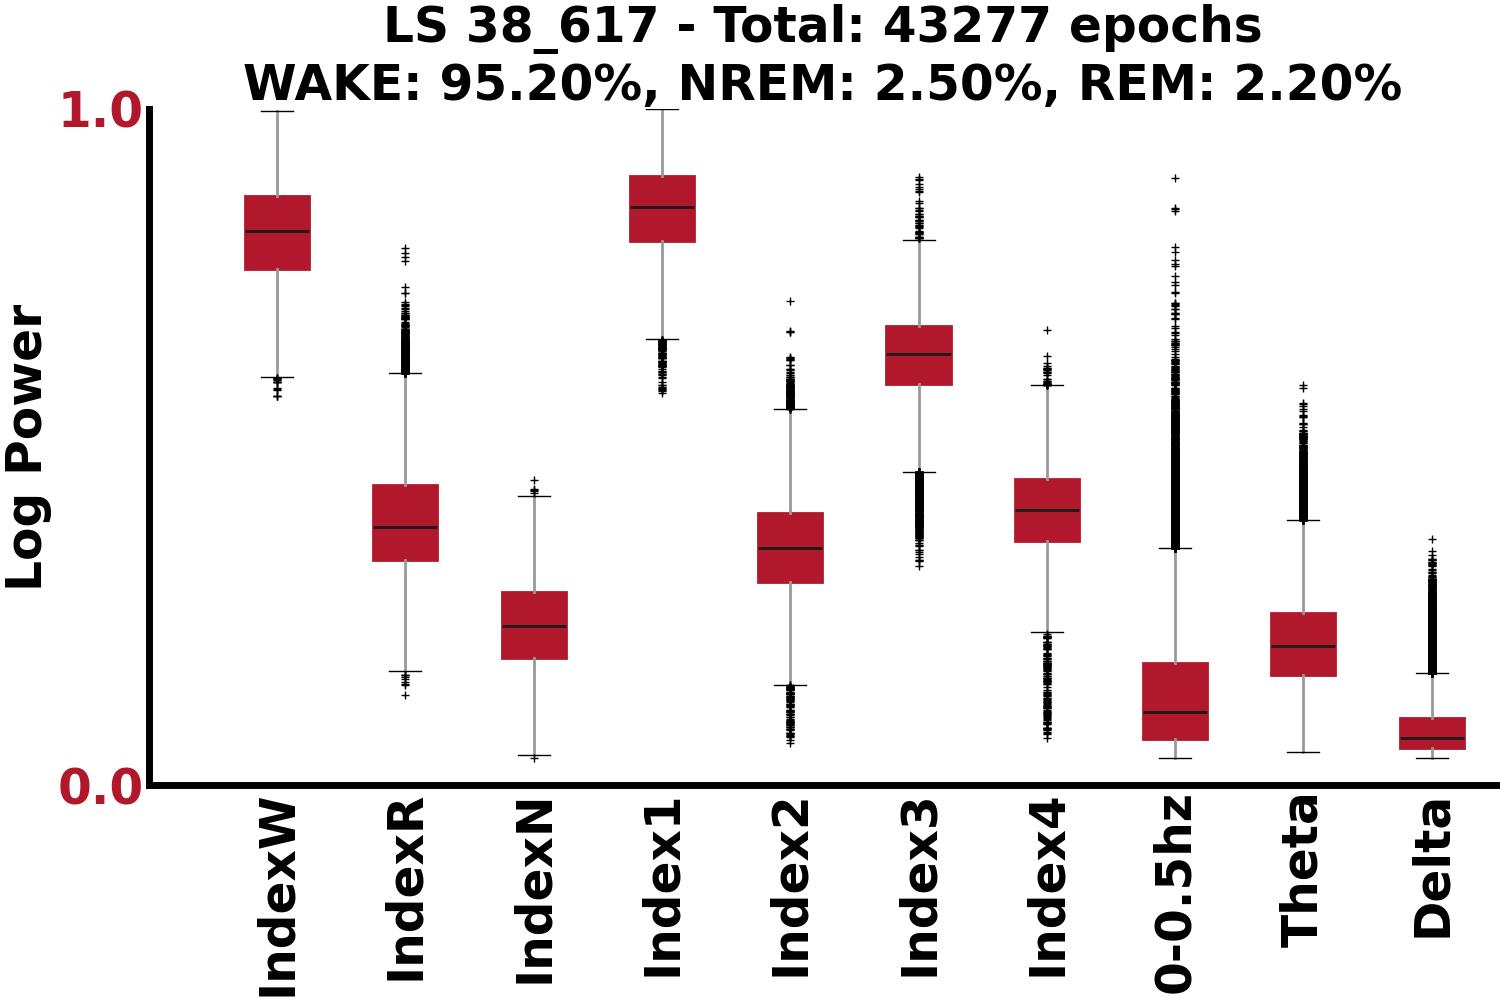 LS 38_617 - Total: 43277 epochs
WAKE: 95.20%, NREM: 2.50%, REM: 2.20%
1.0
Log Power
0.0
IndexW
IndexR
IndexN
Index1
Index2
Index3
Index4
0-0.5hz
Theta
Delta